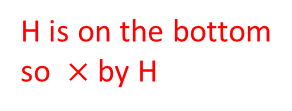 H is on the bottom
so × by H